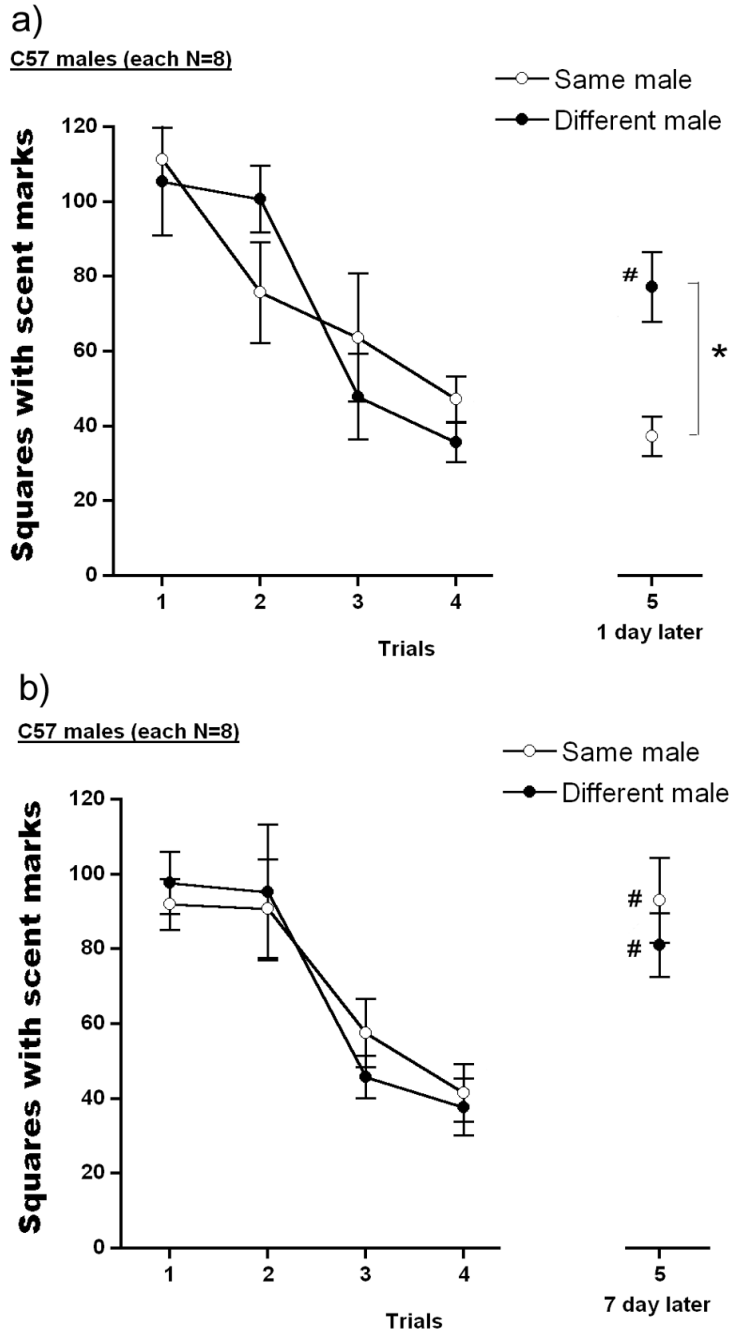 a)
C57 males (each N=8)
Same male
Different male
Squares with scent marks
120
100
80
60
40
20
0
#
*
1 2 3 4 5
Trials 1 day later
b)
C57 males (each N=8)
Same male
Different male
Squares with scent marks
120
100
80
60
40
20
0
#
#
1 2 3 4 5
Trials 7 day later